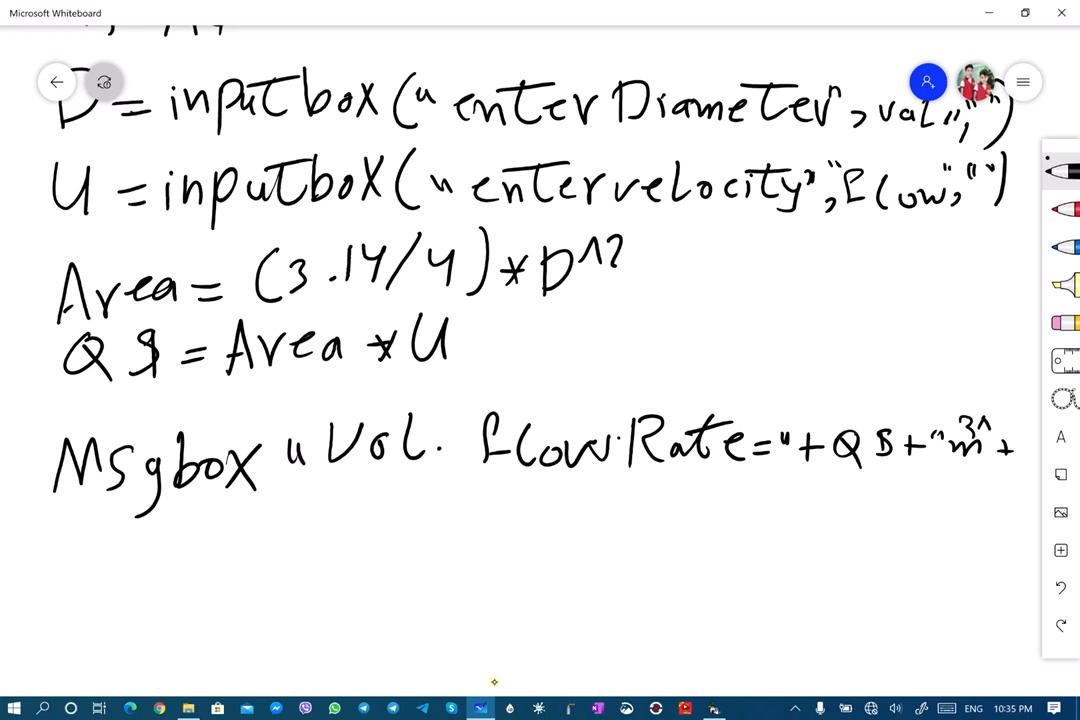 Microsoft Whiteboard
D = inputbox(" enter Diameter", val",")
U = inputbox(" enter velocity", "Flow", "")
Area = (3.14/4)*D^2
Q $ = Area * U
Msgbox " Vol. flow Rate=" + Q $ + "m^3 +
A
ENG
10:35 PM